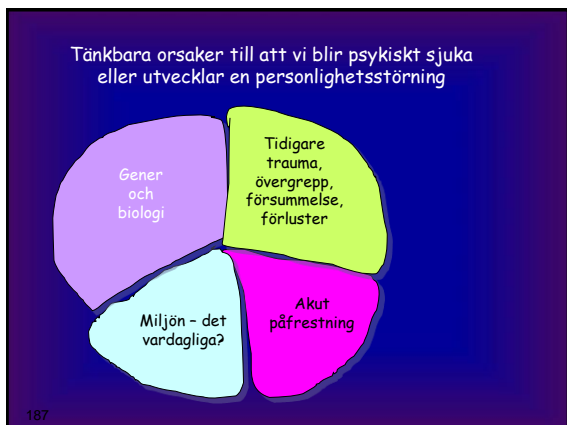 Tänkbara orsaker till att vi blir psykiskt sjuka
eller utvecklar en personlighetsstörning
Gener
och
biologi
Tidigare
trauma,
övergrepp,
försummelse,
förluster
Miljön – det
vardagliga?
Akut
påfrestning
187